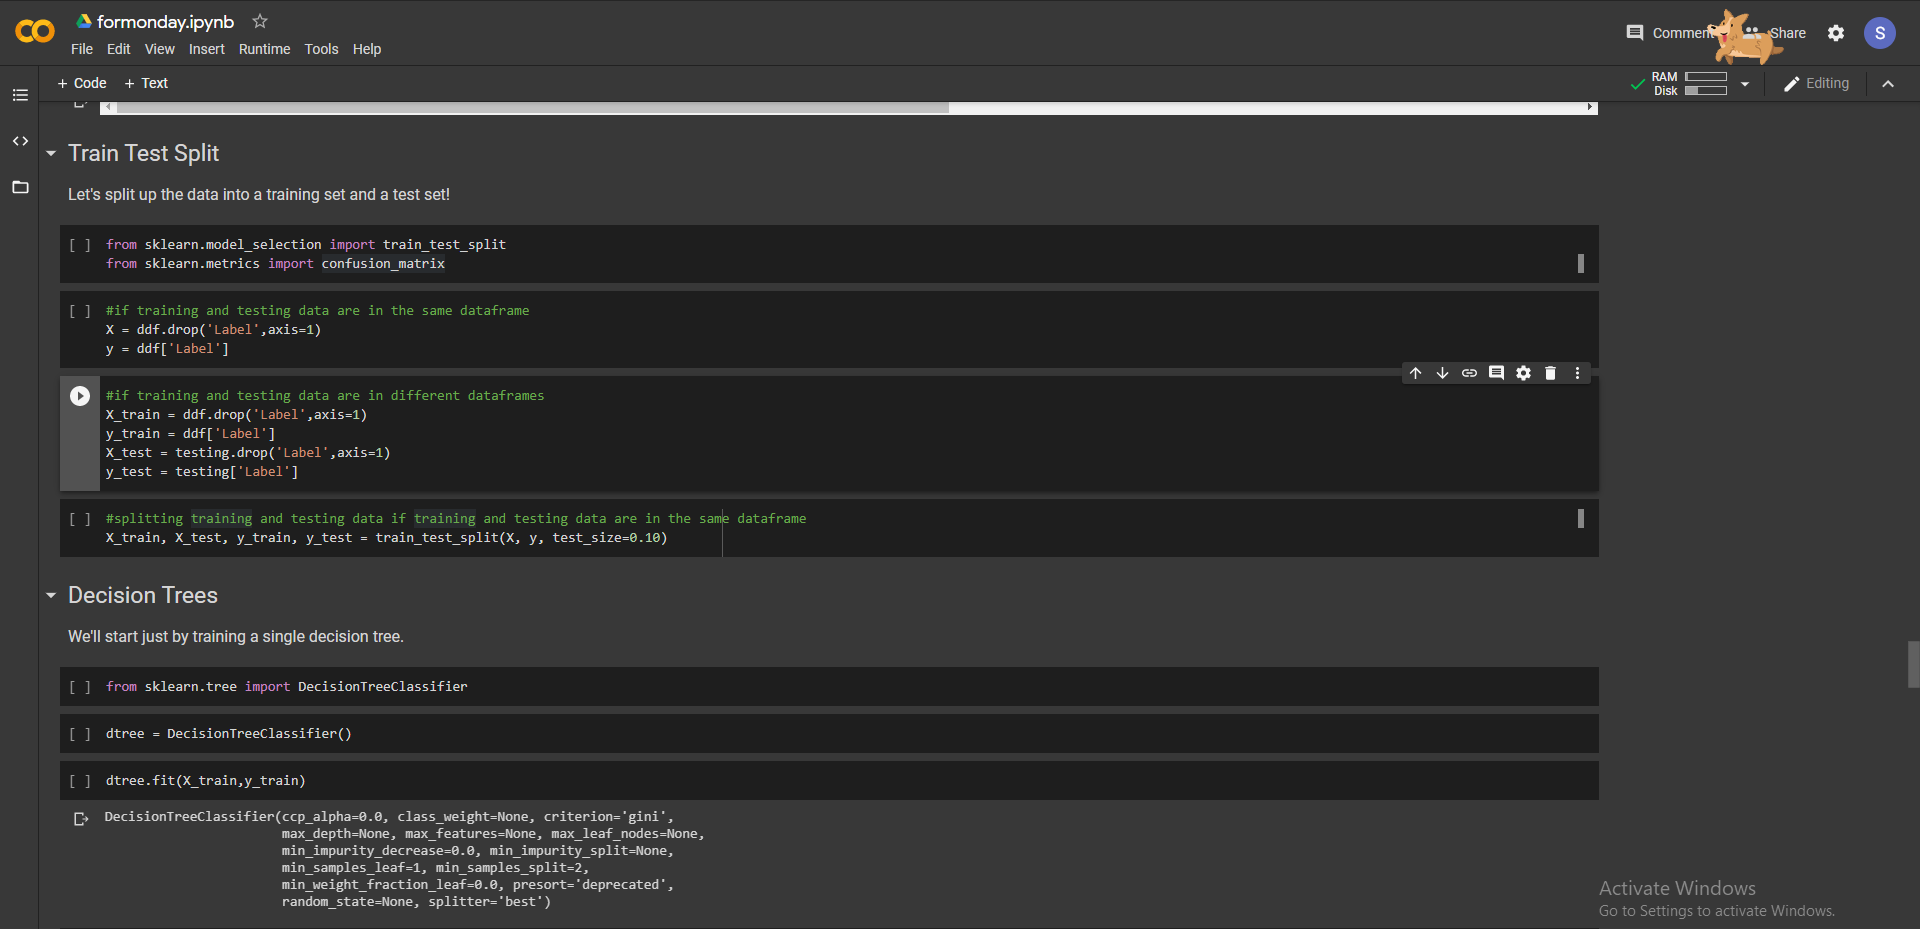 formonday.ipynb
File Edit View Insert Runtime Tools Help
Comment Share S
+ Code + Text
RAM
Disk
Editing
Train Test Split
Let's split up the data into a training set and a test set!
[ ] from sklearn.model_selection import train_test_split
from sklearn.metrics import confusion_matrix
[ ] #if training and testing data are in the same dataframe
X = ddf.drop('Label',axis=1)
y = ddf['Label']
#if training and testing data are in different dataframes
X_train = ddf.drop('Label',axis=1)
y_train = ddf['Label']
X_test = testing.drop('Label',axis=1)
y_test = testing['Label']
[ ] #splitting training and testing data if training and testing data are in the same dataframe
X_train, X_test, y_train, y_test = train_test_split(X, y, test_size=0.10)
Decision Trees
We'll start just by training a single decision tree.
[ ] from sklearn.tree import DecisionTreeClassifier
[ ] dtree = DecisionTreeClassifier()
[ ] dtree.fit(X_train,y_train)
DecisionTreeClassifier(ccp_alpha=0.0, class_weight=None, criterion='gini',
max_depth=None, max_features=None, max_leaf_nodes=None,
min_impurity_decrease=0.0, min_impurity_split=None,
min_samples_leaf=1, min_samples_split=2,
min_weight_fraction_leaf=0.0, presort='deprecated',
random_state=None, splitter='best')
Activate Windows
Go to Settings to activate Windows.